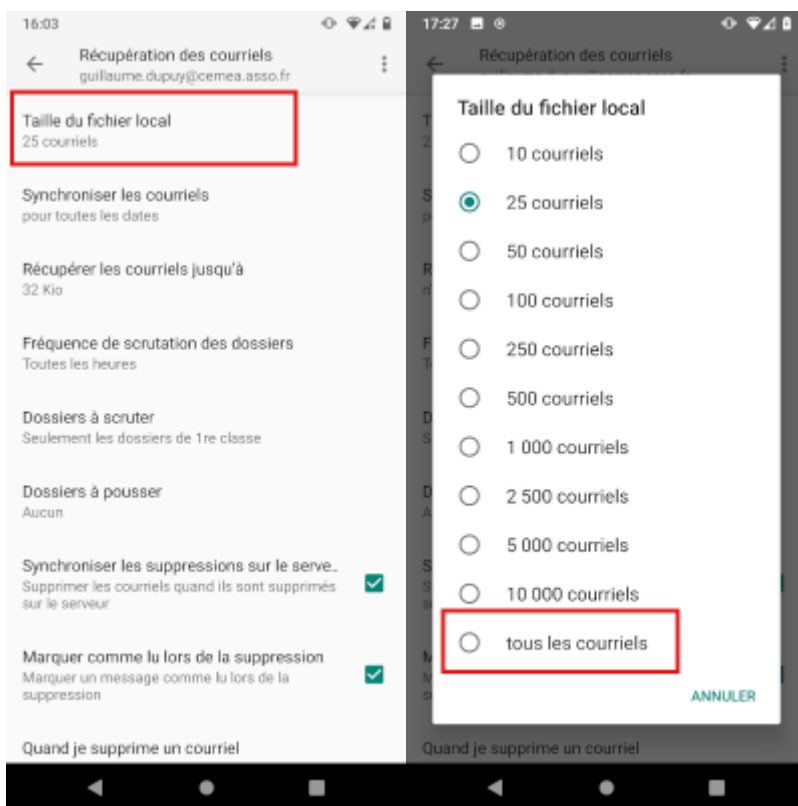 16:03
Récupération des courriels
guillaume.dupuy@cemea.asso.fr
Taille du fichier local
25 courriels
Synchroniser les courriels
pour toutes les dates
Récupérer les courriels jusqu'à
32 Kio
Fréquence de scrutation des dossiers
Toutes les heures
Dossiers à scruter
Seulement les dossiers de 1re classe
Dossiers à pousser
Aucun
Synchroniser les suppressions sur le serve...
Supprimer les courriels quand ils sont supprimés
sur le serveur
Marquer comme lu lors de la suppression
Marquer un message comme lu lors de la
suppression
Quand je supprime un courriel
17:27
Récupération des courriels
Taille du fichier local
10 courriels
25 courriels
50 courriels
100 courriels
250 courriels
500 courriels
1 000 courriels
2 500 courriels
5 000 courriels
10 000 courriels
tous les courriels
ANNULER
Quand je supprime un courriel